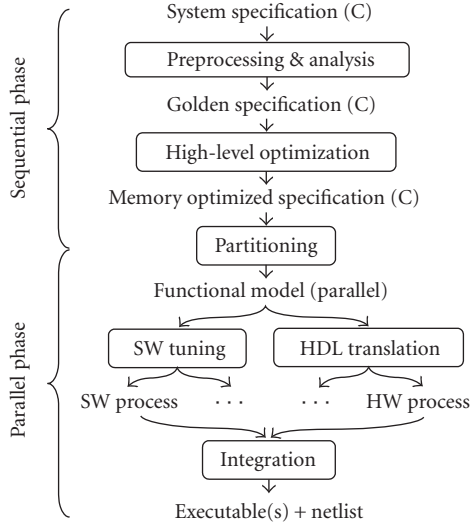 System specification (C)
Preprocessing & analysis
Golden specification (C)
High-level optimization
Memory optimized specification (C)
Partitioning
Functional model (parallel)
SW tuning
HDL translation
SW process
· · ·
· · ·
HW process
Integration
Executable(s) + netlist
Sequential phase
Parallel phase